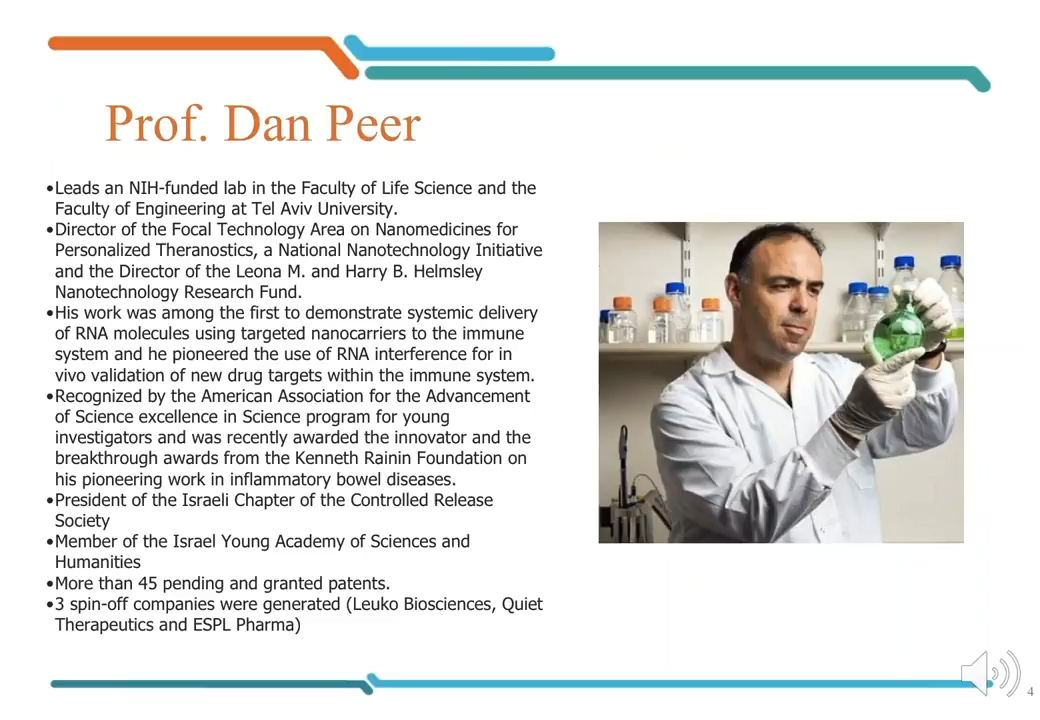 Prof. Dan Peer
•Leads an NIH-funded lab in the Faculty of Life Science and the
Faculty of Engineering at Tel Aviv University.
•Director of the Focal Technology Area on Nanomedicines for
Personalized Theranostics, a National Nanotechnology Initiative
and the Director of the Leona M. and Harry B. Helmsley
Nanotechnology Research Fund.
•His work was among the first to demonstrate systemic delivery
of RNA molecules using targeted nanocarriers to the immune
system and he pioneered the use of RNA interference for in
vivo validation of new drug targets within the immune system.
•Recognized by the American Association for the Advancement
of Science excellence in Science program for young
investigators and was recently awarded the innovator and the
breakthrough awards from the Kenneth Rainin Foundation on
his pioneering work in inflammatory bowel diseases.
•President of the Israeli Chapter of the Controlled Release
Society
•Member of the Israel Young Academy of Sciences and
Humanities
•More than 45 pending and granted patents.
•3 spin-off companies were generated (Leuko Biosciences, Quiet
Therapeutics and ESPL Pharma)
4